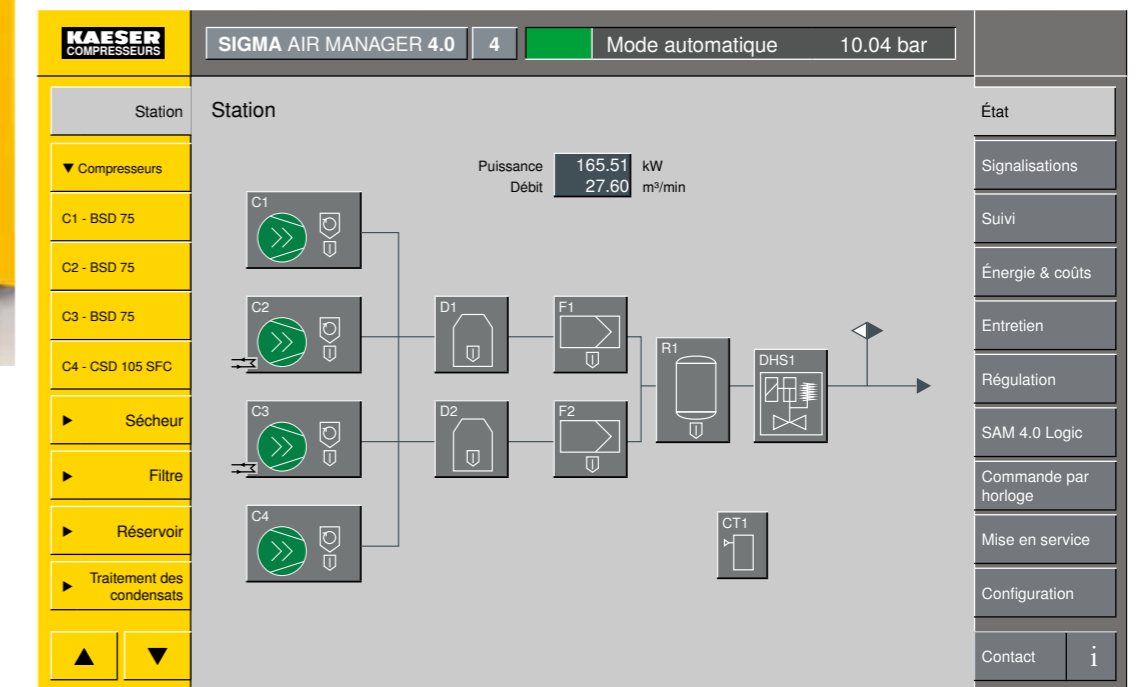 KAESER
COMPRESSEURS
SIGMA AIR MANAGER 4.0
4
Mode automatique
10.04 bar
Station
▼ Compresseurs
C1 - BSD 75
C2 - BSD 75
C3 - BSD 75
C4 - CSD 105 SFC
► Sécheur
► Filtre
► Réservoir
► Traitement des
condensats
▲ ▼
Station
Puissance 165.51 kW
Débit 27.60 m³/min
C1
C2
D1
F1
R1
DHS1
C3
D2
F2
C4
CT1
État
Signalisations
Suivi
Énergie & coûts
Entretien
Régulation
SAM 4.0 Logic
Commande par
horloge
Mise en service
Configuration
Contact
i